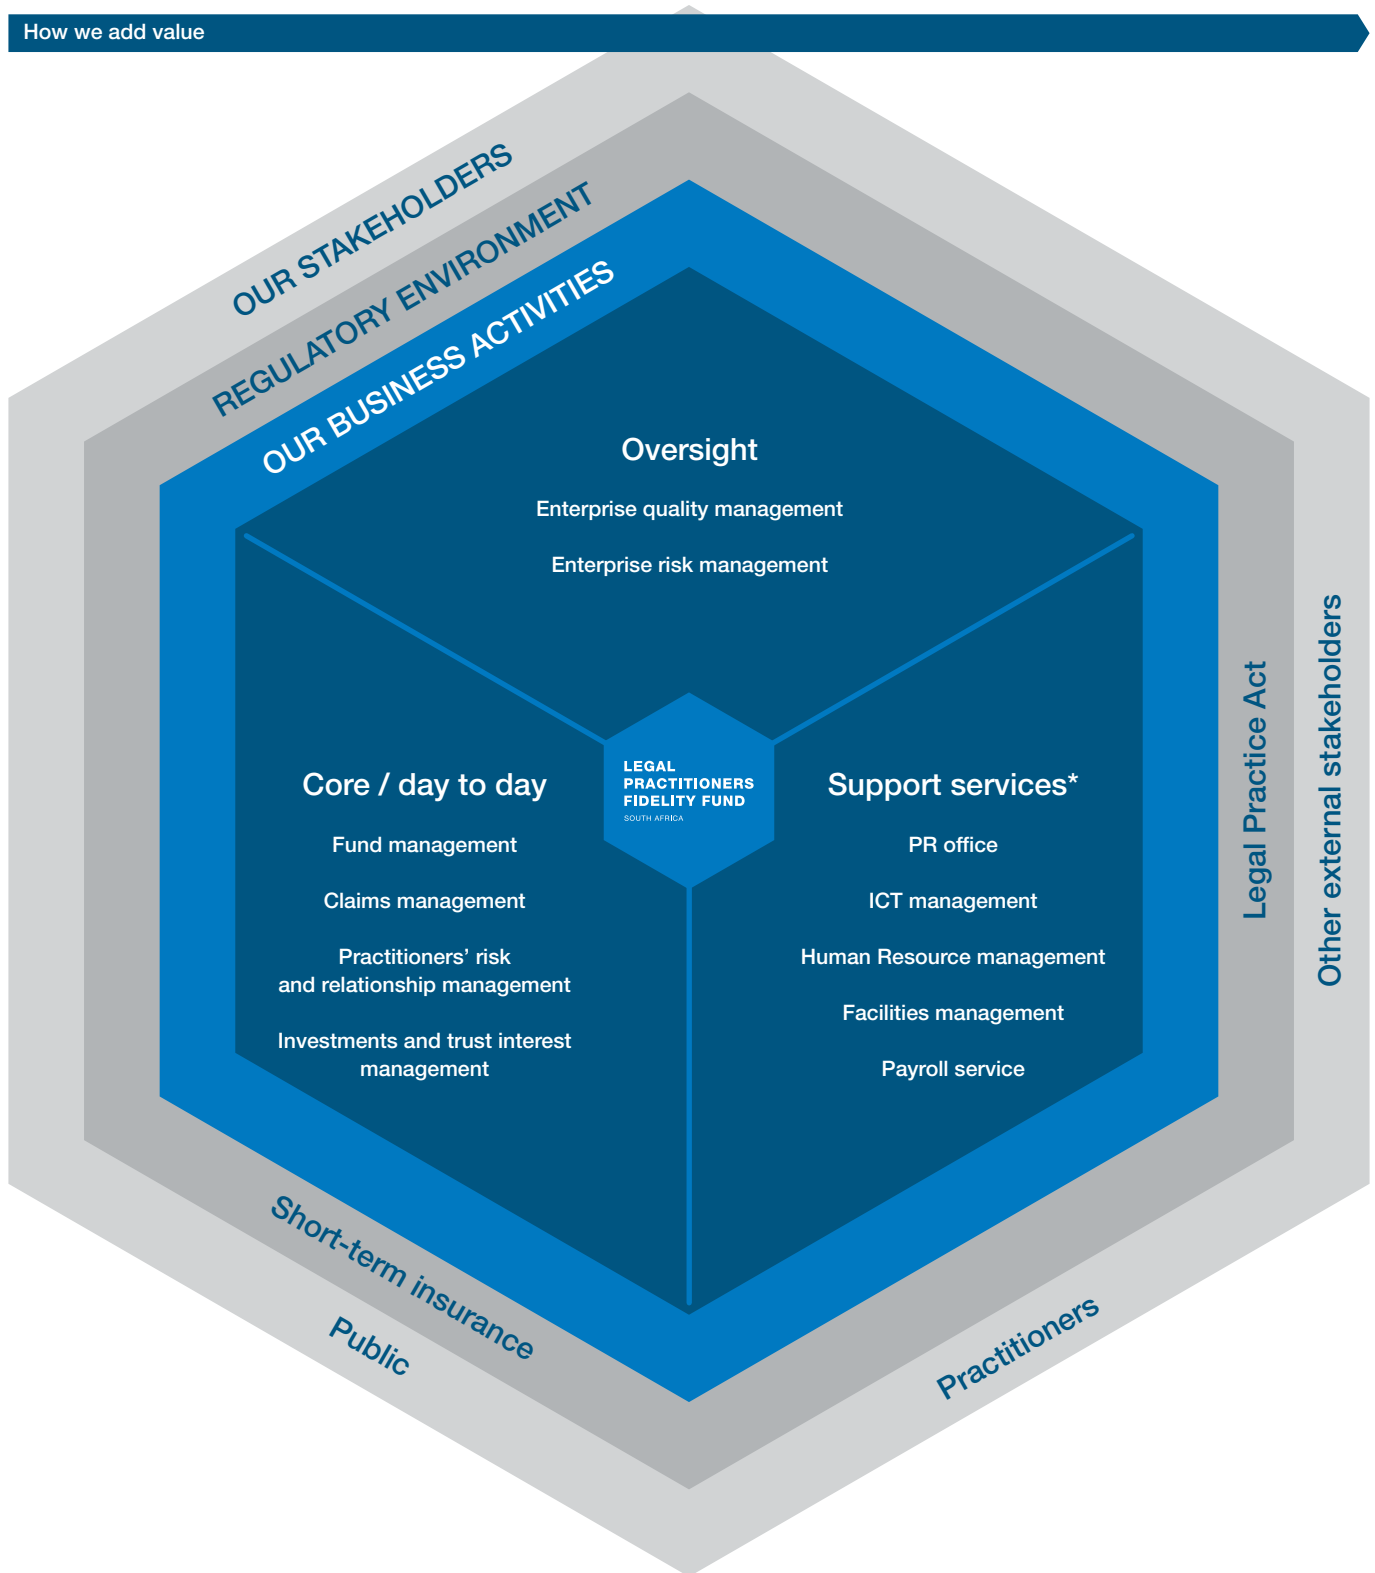 How we add value
OUR STAKEHOLDERS
REGULATORY ENVIRONMENT
OUR BUSINESS ACTIVITIES
Oversight
Enterprise quality management
Enterprise risk management
LEGAL
PRACTITIONERS
FIDELITY FUND
SOUTH AFRICA
Core / day to day
Fund management
Claims management
Practitioners’ risk
and relationship management
Investments and trust interest
management
Support services*
PR office
ICT management
Human Resource management
Facilities management
Payroll service
Legal Practice Act
Other external stakeholders
Short-term insurance
Public
Practitioners